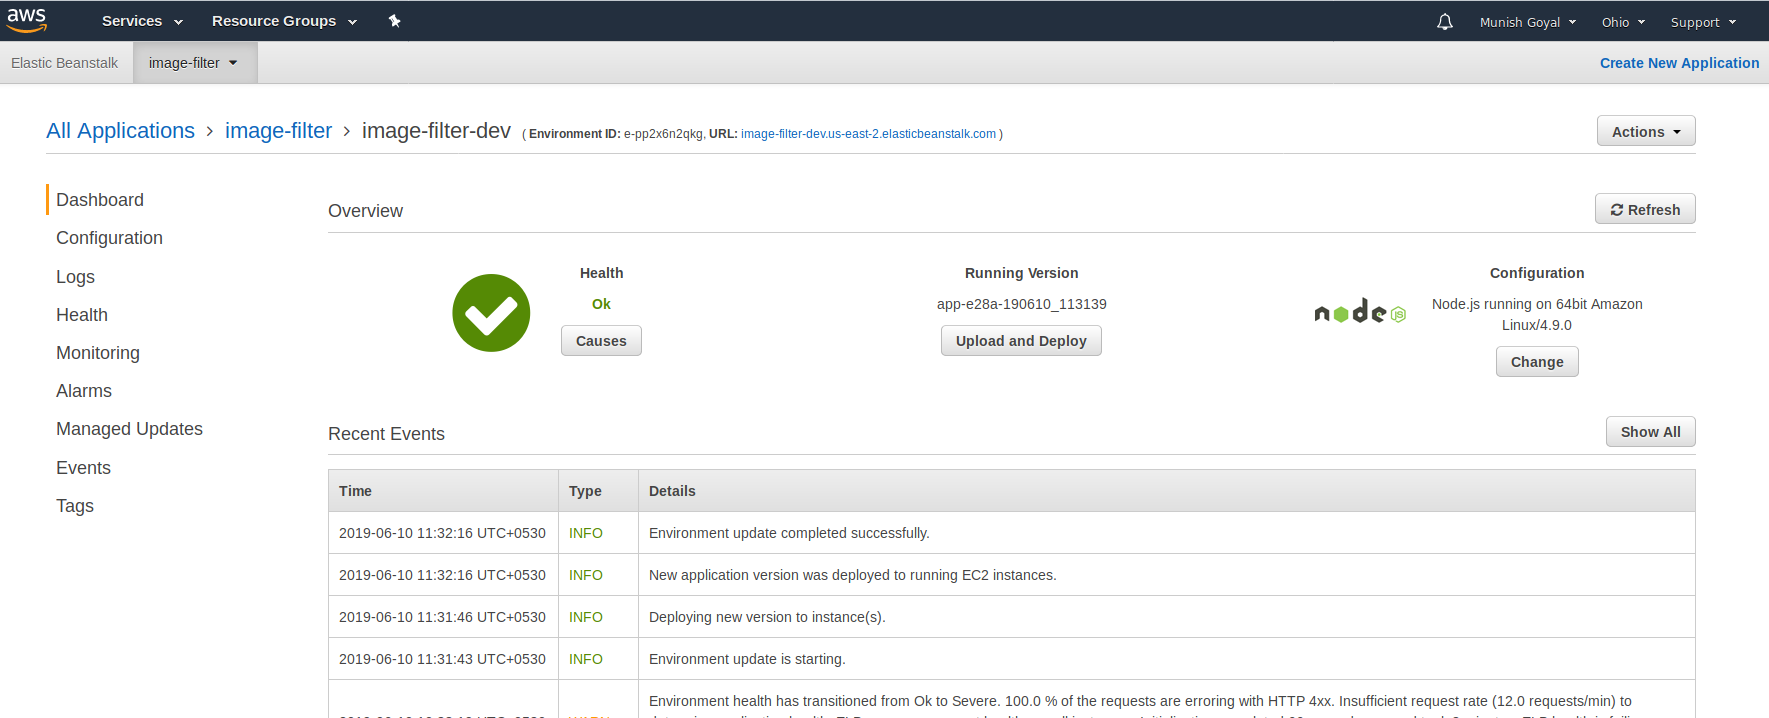 aws Services Resource Groups Munish Goyal Ohio Support
Elastic Beanstalk image-filter Create New Application
All Applications > image-filter > image-filter-dev ( Environment ID: e-pp2x6n2qkg, URL: image-filter-dev.us-east-2.elasticbeanstalk.com ) Actions
Dashboard
Configuration
Logs
Health
Monitoring
Alarms
Managed Updates
Events
Tags
Overview Refresh
Health
Ok
Causes
Running Version
app-e28a-190610_113139
Upload and Deploy
node JS
Configuration
Node.js running on 64bit Amazon
Linux/4.9.0
Change
Recent Events Show All
Time Type Details
2019-06-10 11:32:16 UTC+0530 INFO Environment update completed successfully.
2019-06-10 11:32:16 UTC+0530 INFO New application version was deployed to running EC2 instances.
2019-06-10 11:31:46 UTC+0530 INFO Deploying new version to instance(s).
2019-06-10 11:31:43 UTC+0530 INFO Environment update is starting.
Environment health has transitioned from Ok to Severe. 100.0 % of the requests are erroring with HTTP 4xx. Insufficient request rate (12.0 requests/min) to